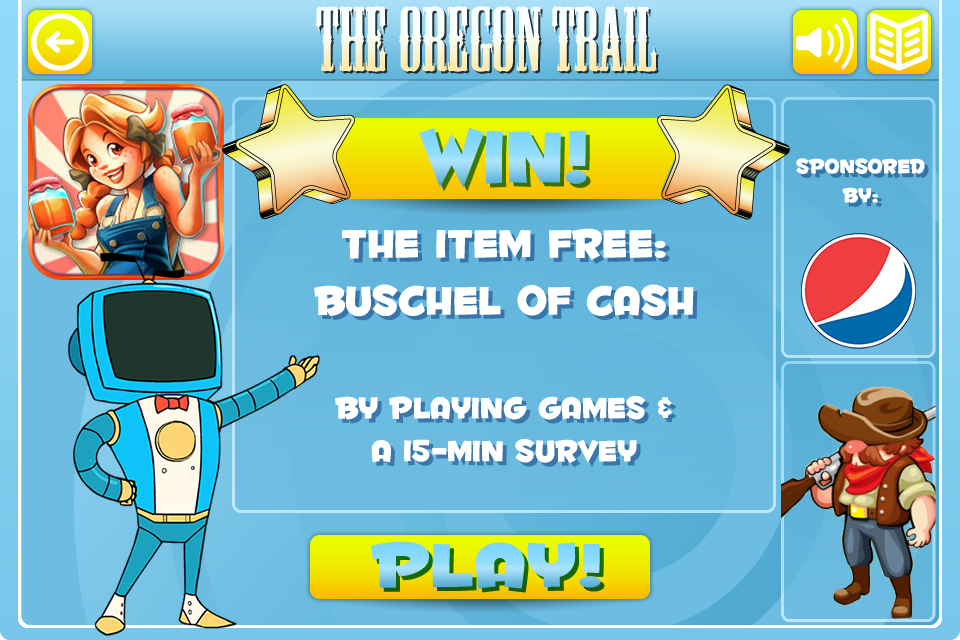 THE OREGON TRAIL
WIN!
THE ITEM FREE:
BUSCHEL OF CASH
BY PLAYING GAMES &
A 15-MIN SURVEY
PLAY!
SPONSORED
BY: